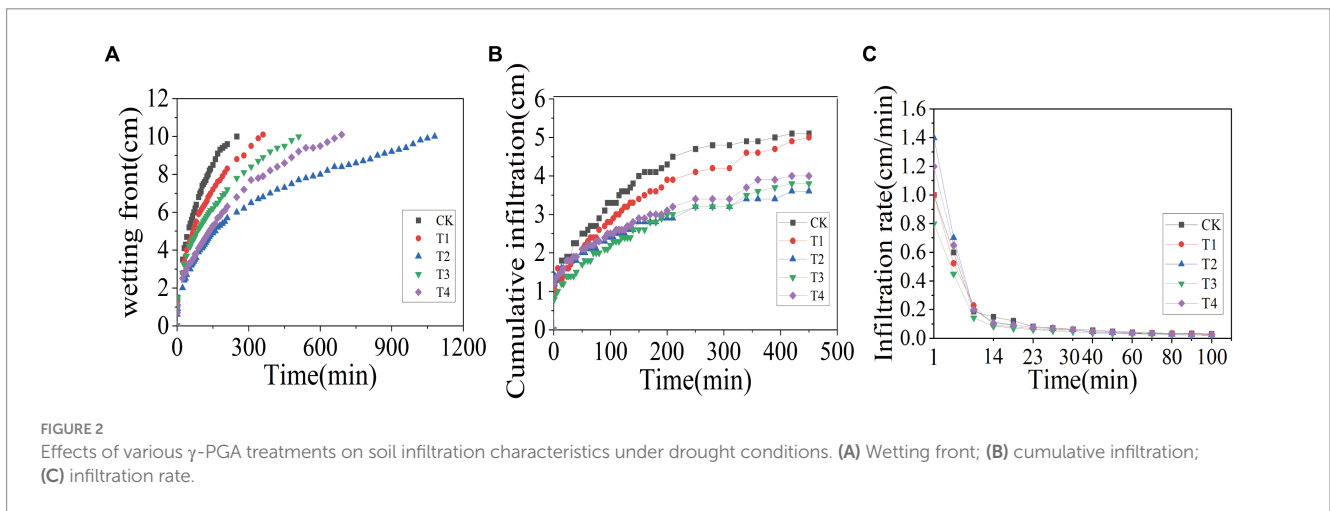 A
wetting front(cm)
12
10
8
6
4
2
0
0 300 600 900 1200
Time(min)
CK
T1
T2
T3
T4
B
Cumulative infiltration(cm)
6
5
4
3
2
1
0
0 100 200 300 400 500
Time(min)
CK
T1
T2
T3
T4
C
Infiltration rate(cm/min)
1.6
1.4
1.2
1.0
0.8
0.6
0.4
0.2
0.0
1 14 23 30 40 60 80 100
Time(min)
CK
T1
T2
T3
T4
FIGURE 2
Effects of various γ-PGA treatments on soil infiltration characteristics under drought conditions. (A) Wetting front; (B) cumulative infiltration;
(C) infiltration rate.